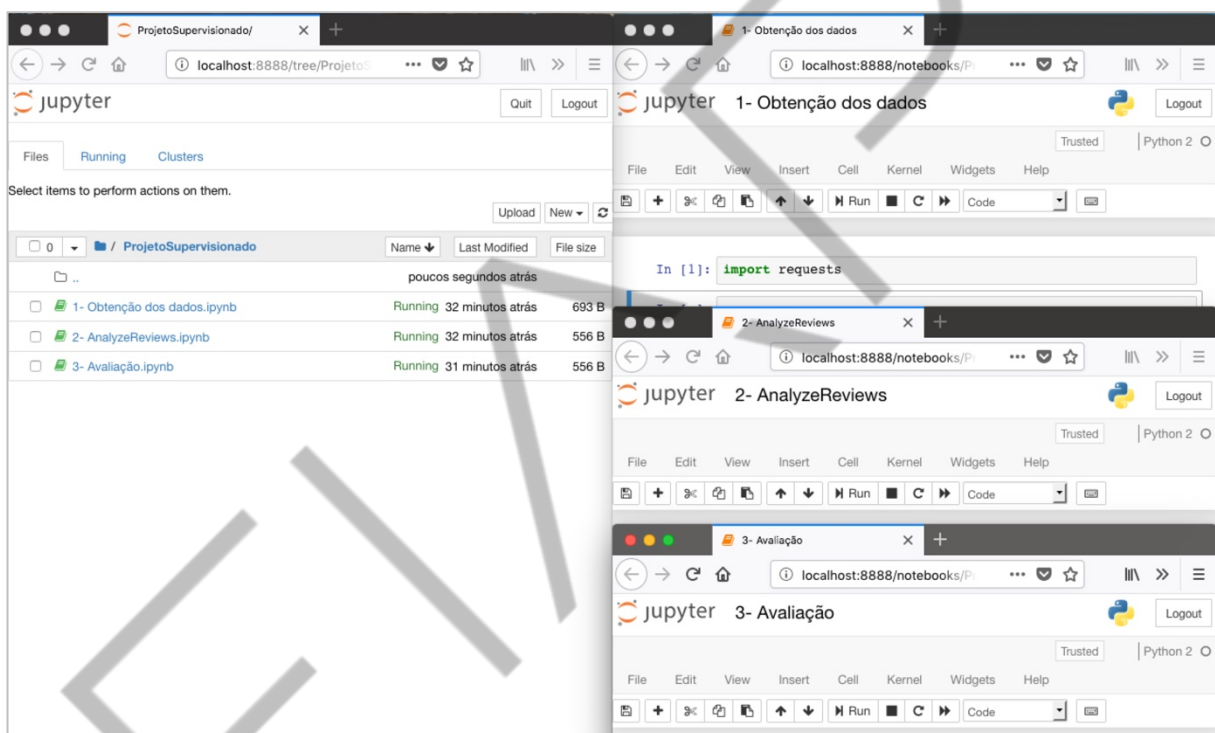 ProjetoSupervisionado/
localhost:8888/tree/ProjetoS
jupyter
Quit Logout
Files Running Clusters
Select items to perform actions on them.
Upload New
0 / ProjetoSupervisionado Name Last Modified File size
.. poucos segundos atrás
1- Obtenção dos dados.ipynb Running 32 minutos atrás 693 B
2- AnalyzeReviews.ipynb Running 32 minutos atrás 556 B
3- Avaliação.ipynb Running 31 minutos atrás 556 B
1- Obtenção dos dados
localhost:8888/notebooks/P
jupyter 1- Obtenção dos dados Logout
Trusted Python 2
File Edit View Insert Cell Kernel Widgets Help
Run Code
In [1]: import requests
2- AnalyzeReviews
localhost:8888/notebooks/P
jupyter 2- AnalyzeReviews Logout
Trusted Python 2
File Edit View Insert Cell Kernel Widgets Help
Run Code
3- Avaliação
localhost:8888/notebooks/P
jupyter 3- Avaliação Logout
Trusted Python 2
File Edit View Insert Cell Kernel Widgets Help
Run Code